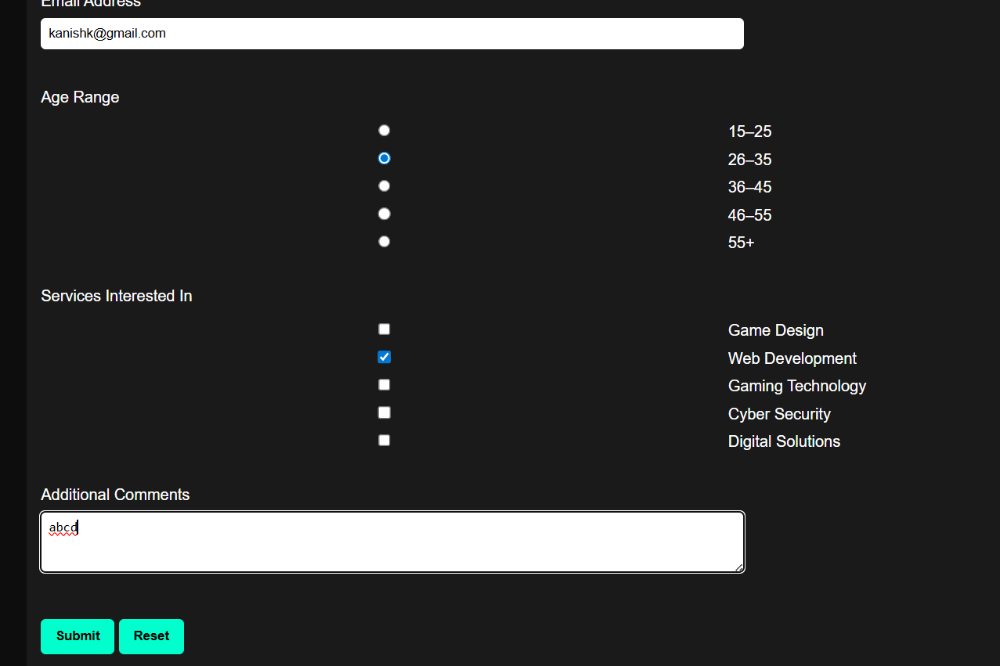 Email Address
kanishk@gmail.com
Age Range
15–25
26–35
36–45
46–55
55+
Services Interested In
Game Design
Web Development
Gaming Technology
Cyber Security
Digital Solutions
Additional Comments
abcd
Submit Reset